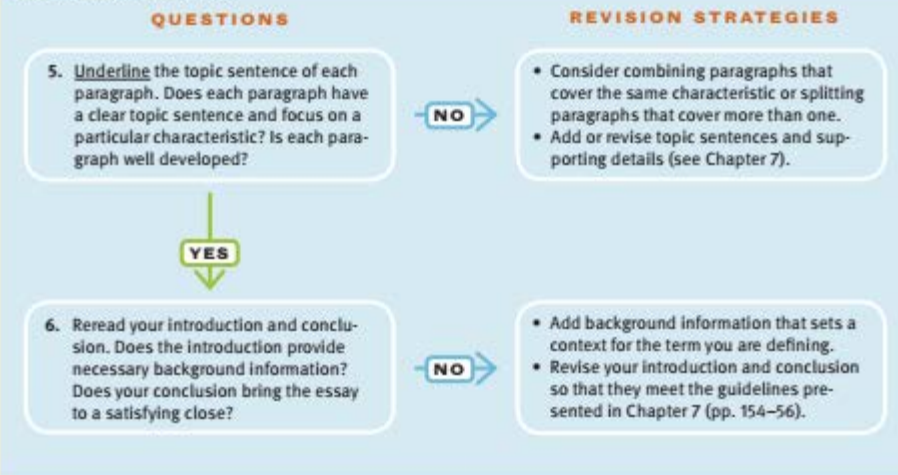 QUESTIONS
REVISION STRATEGIES
5. Underline the topic sentence of each
paragraph. Does each paragraph have
a clear topic sentence and focus on a
particular characteristic? Is each para-
graph well developed?
NO
• Consider combining paragraphs that
cover the same characteristic or splitting
paragraphs that cover more than one.
• Add or revise topic sentences and sup-
porting details (see Chapter 7).
YES
6. Reread your introduction and conclu-
sion. Does the introduction provide
necessary background information?
Does your conclusion bring the essay
to a satisfying close?
NO
• Add background information that sets a
context for the term you are defining.
• Revise your introduction and conclusion
so that they meet the guidelines pre-
sented in Chapter 7 (pp. 154–56).